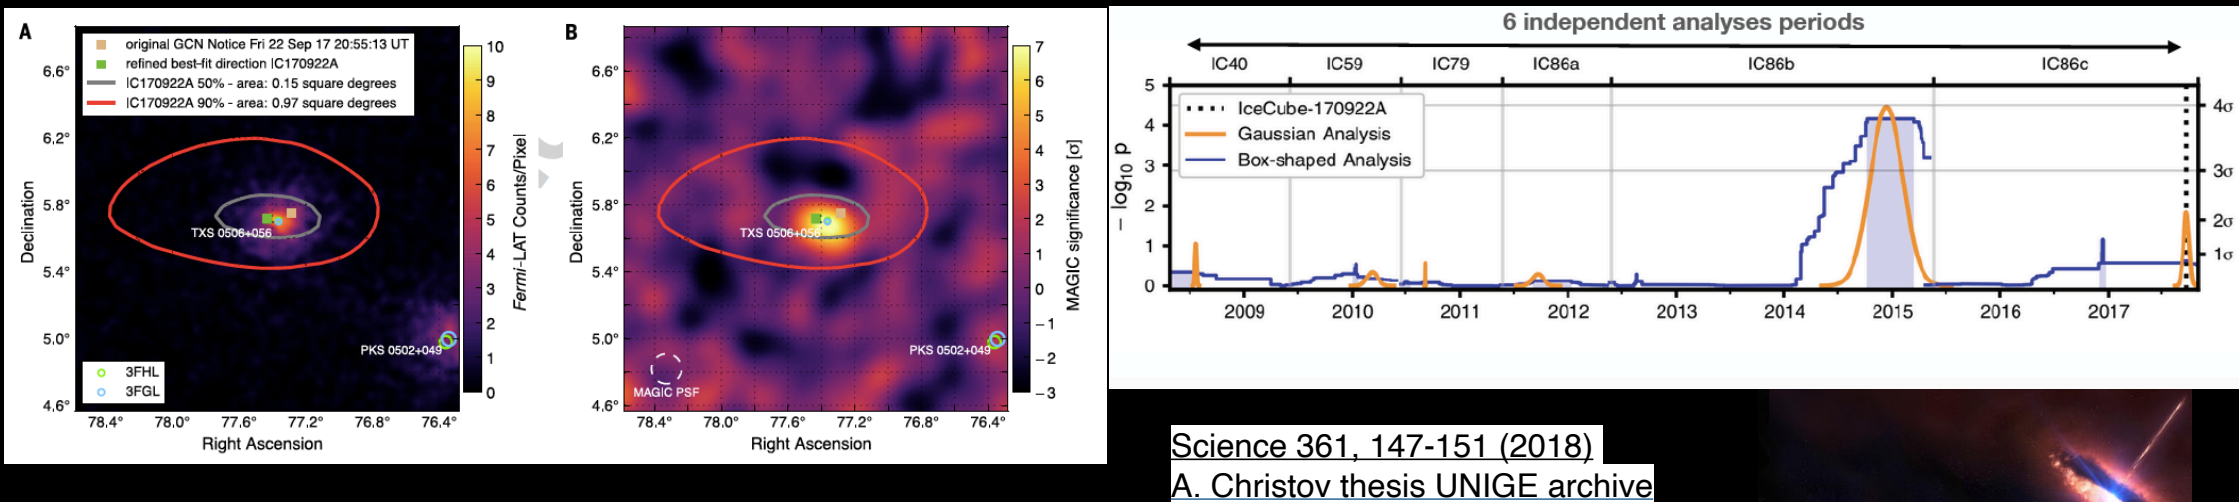 A
original GCN Notice Fri 22 Sep 17 20:55:13 UT
refined best-fit direction IC170922A
IC170922A 50% - area: 0.15 square degrees
IC170922A 90% - area: 0.97 square degrees
6.6°
6.2°
5.8°
5.4°
5.0°
4.6°
Declination
TXS 0506+056
PKS 0502+049
3FHL
3FGL
78.4° 78.0° 77.6° 77.2° 76.8° 76.4°
Right Ascension
10
9
8
7
6
5
4
3
2
1
0
Fermi-LAT Counts/Pixel
B
6.6°
6.2°
5.8°
5.4°
5.0°
4.6°
Declination
TXS 0506+056
PKS 0502+049
MAGIC PSF
78.4° 78.0° 77.6° 77.2° 76.8° 76.4°
Right Ascension
7
6
5
4
3
2
1
0
−1
−2
−3
MAGIC significance [σ]
6 independent analyses periods
IC40 IC59 IC79 IC86a IC86b IC86c
IceCube-170922A
Gaussian Analysis
Box-shaped Analysis
5
4
3
2
1
0
− log10 p
4σ
3σ
2σ
1σ
2009 2010 2011 2012 2013 2014 2015 2016 2017
Science 361, 147-151 (2018)
A. Christov thesis UNIGE archive